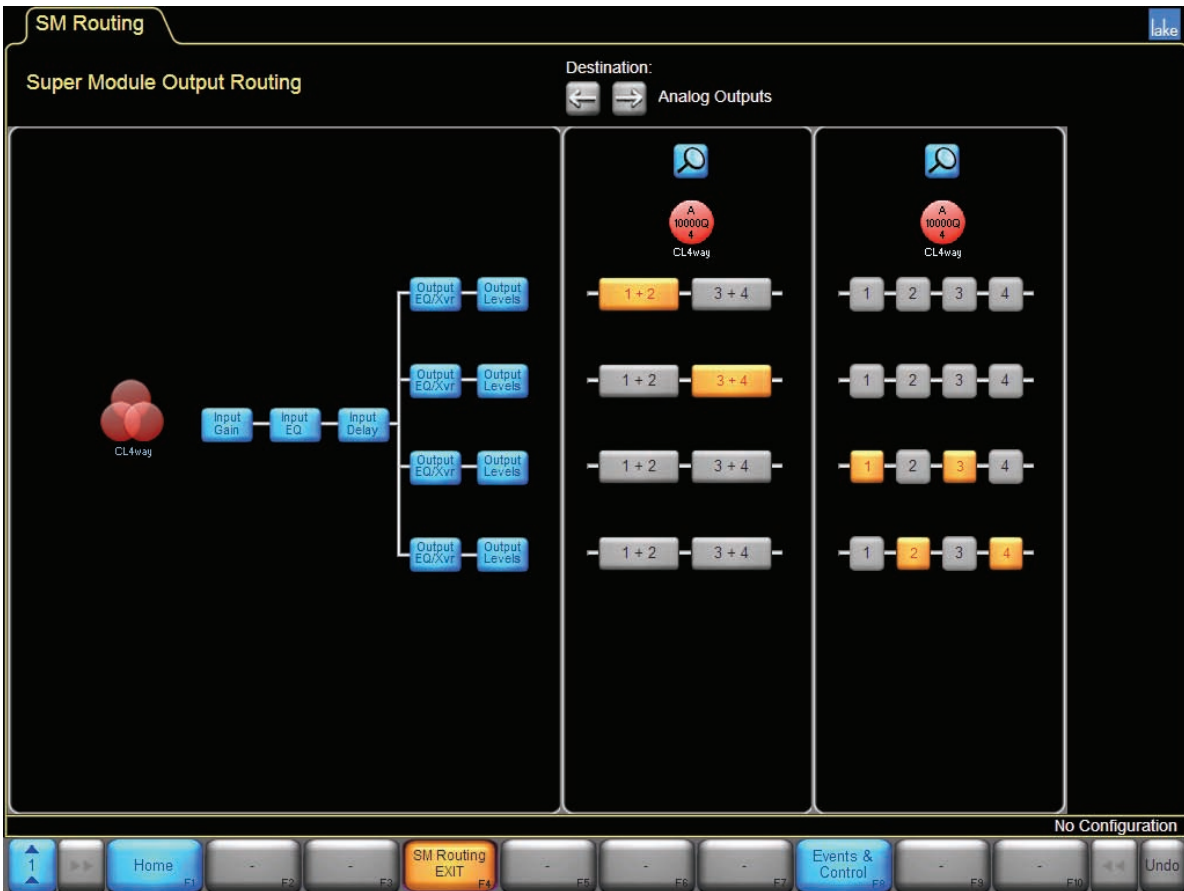 SM Routing
lake
Super Module Output Routing
Destination:
Analog Outputs
A
10000Q
4
CL4way
A
10000Q
4
CL4way
Output EQ/Xvr
Output Levels
1 + 2
3 + 4
1
2
3
4
Output EQ/Xvr
Output Levels
1 + 2
3 + 4
1
2
3
4
CL4way
Input Gain
Input EQ
Input Delay
Output EQ/Xvr
Output Levels
1 + 2
3 + 4
1
2
3
4
Output EQ/Xvr
Output Levels
1 + 2
3 + 4
1
2
3
4
No Configuration
1
Home
F1
-
F2
-
F3
SM Routing EXIT
F4
-
F5
-
F6
-
F7
Events & Control
F8
-
F9
-
F10
Undo